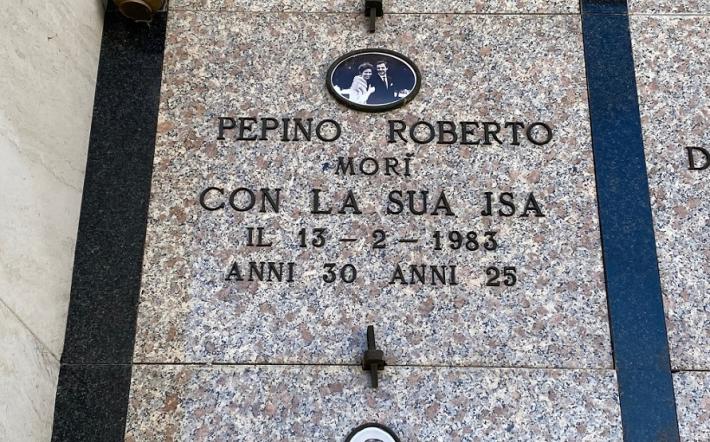 PEPINO ROBERTO
MORÌ
CON LA SUA ISA
IL 13 - 2 - 1983
ANNI 30 ANNI 25
D